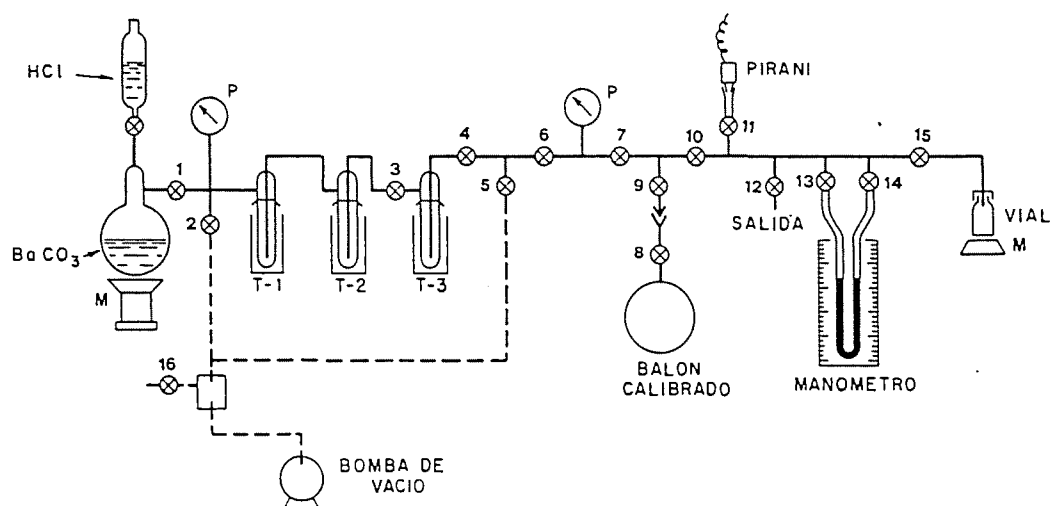 HCl
BaCO3
M
1
P
2
T-1
T-2
3
T-3
4
5
6
P
7
9
8
BALON
CALIBRADO
10
PIRANI
11
12
SALIDA
13
14
MANOMETRO
15
VIAL
M
16
BOMBA DE
VACIO